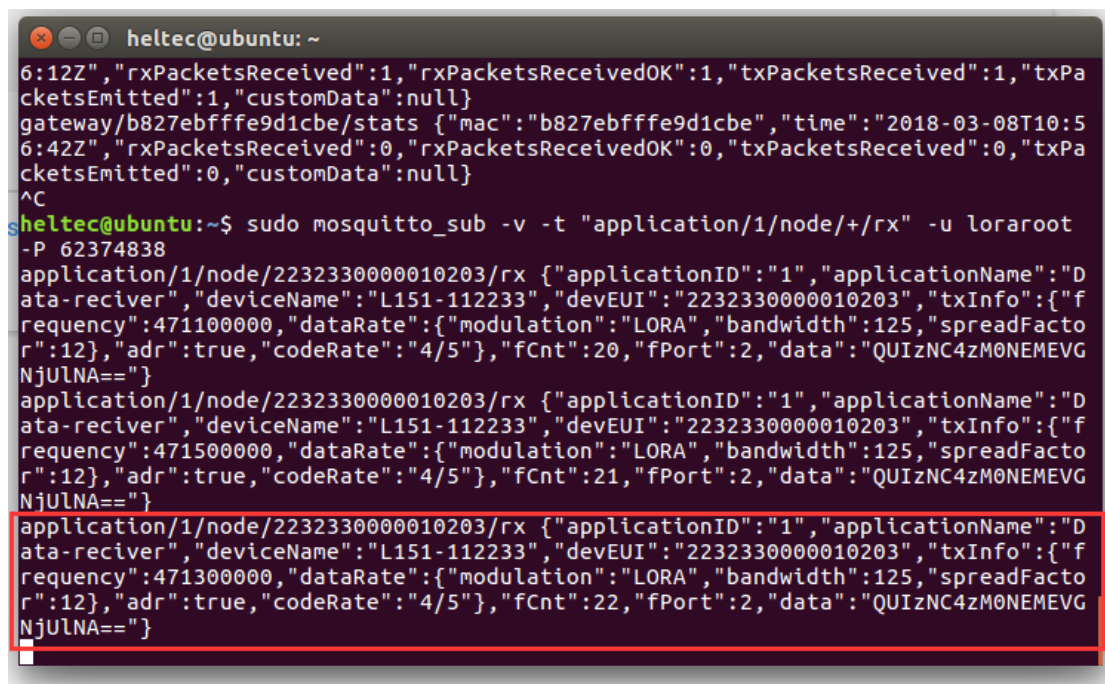 heltec@ubuntu: ~
6:12Z","rxPacketsReceived":1,"rxPacketsReceivedOK":1,"txPacketsReceived":1,"txPa
cketsEmitted":1,"customData":null}
gateway/b827ebfffe9d1cbe/stats {"mac":"b827ebfffe9d1cbe","time":"2018-03-08T10:5
6:42Z","rxPacketsReceived":0,"rxPacketsReceivedOK":0,"txPacketsReceived":0,"txPa
cketsEmitted":0,"customData":null}
^C
heltec@ubuntu:~$ sudo mosquitto_sub -v -t "application/1/node/+/rx" -u loraroot
-P 62374838
application/1/node/2232330000010203/rx {"applicationID":"1","applicationName":"D
ata-reciver","deviceName":"L151-112233","devEUI":"2232330000010203","txInfo":{"f
requency":471100000,"dataRate":{"modulation":"LORA","bandwidth":125,"spreadFacto
r":12},"adr":true,"codeRate":"4/5"},"fCnt":20,"fPort":2,"data":"QUIzNC4zM0NEMEVG
NjUlNA=="}
application/1/node/2232330000010203/rx {"applicationID":"1","applicationName":"D
ata-reciver","deviceName":"L151-112233","devEUI":"2232330000010203","txInfo":{"f
requency":471500000,"dataRate":{"modulation":"LORA","bandwidth":125,"spreadFacto
r":12},"adr":true,"codeRate":"4/5"},"fCnt":21,"fPort":2,"data":"QUIzNC4zM0NEMEVG
NjUlNA=="}
application/1/node/2232330000010203/rx {"applicationID":"1","applicationName":"D
ata-reciver","deviceName":"L151-112233","devEUI":"2232330000010203","txInfo":{"f
requency":471300000,"dataRate":{"modulation":"LORA","bandwidth":125,"spreadFacto
r":12},"adr":true,"codeRate":"4/5"},"fCnt":22,"fPort":2,"data":"QUIzNC4zM0NEMEVG
NjUlNA=="}